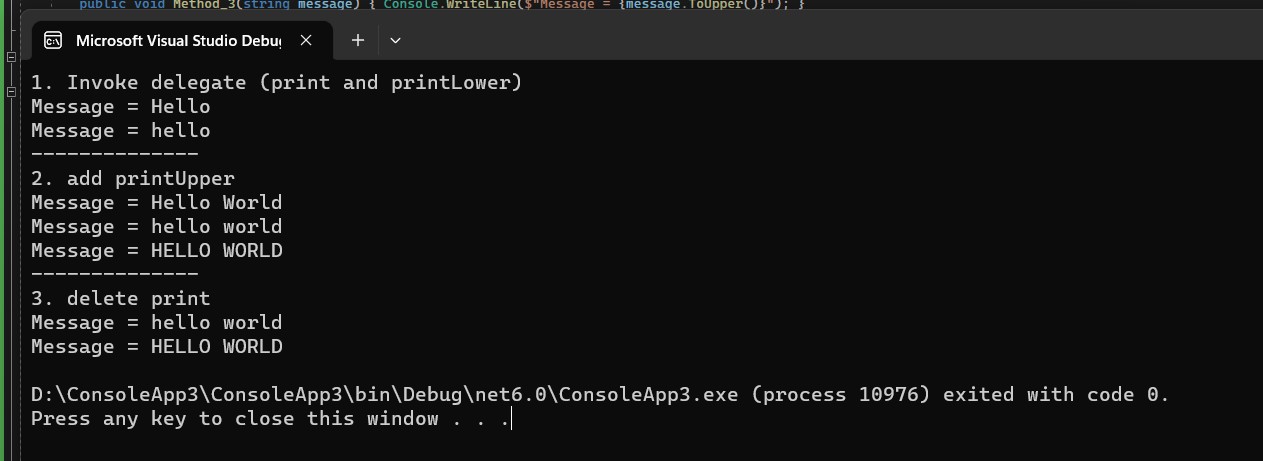 public void Method_3(string message) { Console.WriteLine($"Message = {message.ToUpper()}"); }
Microsoft Visual Studio Debu
1. Invoke delegate (print and printLower)
Message = Hello
Message = hello
--------------
2. add printUpper
Message = Hello World
Message = hello world
Message = HELLO WORLD
--------------
3. delete print
Message = hello world
Message = HELLO WORLD
D:\ConsoleApp3\ConsoleApp3\bin\Debug\net6.0\ConsoleApp3.exe (process 10976) exited with code 0.
Press any key to close this window . . .